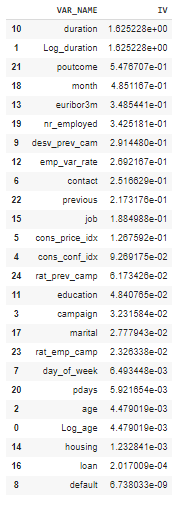 VAR_NAME IV
10 duration 1.625228e+00
1 Log_duration 1.625228e+00
21 poutcome 5.476707e-01
18 month 4.851167e-01
13 euribor3m 3.485441e-01
19 nr_employed 3.425181e-01
9 desv_prev_cam 2.914480e-01
12 emp_var_rate 2.692167e-01
6 contact 2.516629e-01
22 previous 2.173176e-01
15 job 1.884988e-01
5 cons_price_idx 1.267592e-01
4 cons_conf_idx 9.269175e-02
24 rat_prev_camp 6.173426e-02
11 education 4.840765e-02
3 campaign 3.231584e-02
17 marital 2.777943e-02
23 rat_emp_camp 2.326338e-02
7 day_of_week 6.493448e-03
20 pdays 5.921654e-03
2 age 4.479019e-03
0 Log_age 4.479019e-03
14 housing 1.232841e-03
16 loan 2.017009e-04
8 default 6.738033e-09